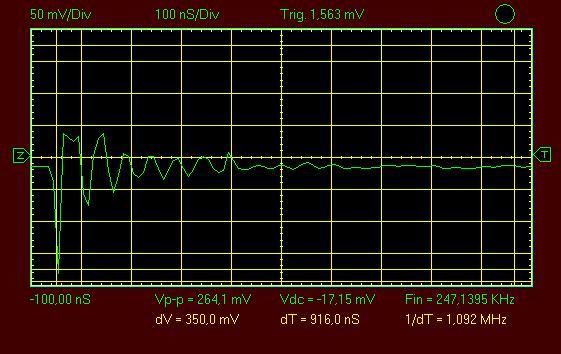 50 mV/Div 100 nS/Div Trig. 1,563 mV
Z T
-100,00 nS Vp-p = 264,1 mV Vdc = -17,15 mV Fin = 247,1395 KHz
dV = 350,0 mV dT = 916,0 nS 1/dT = 1,092 MHz